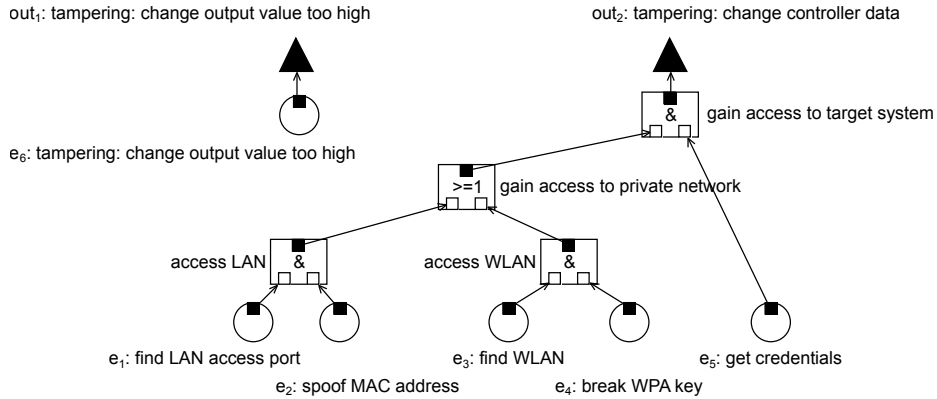 out₁: tampering: change output value too high
out₂: tampering: change controller data
&
gain access to target system
e₆: tampering: change output value too high
>=1
gain access to private network
access LAN
&
access WLAN
&
e₁: find LAN access port
e₃: find WLAN
e₅: get credentials
e₂: spoof MAC address
e₄: break WPA key